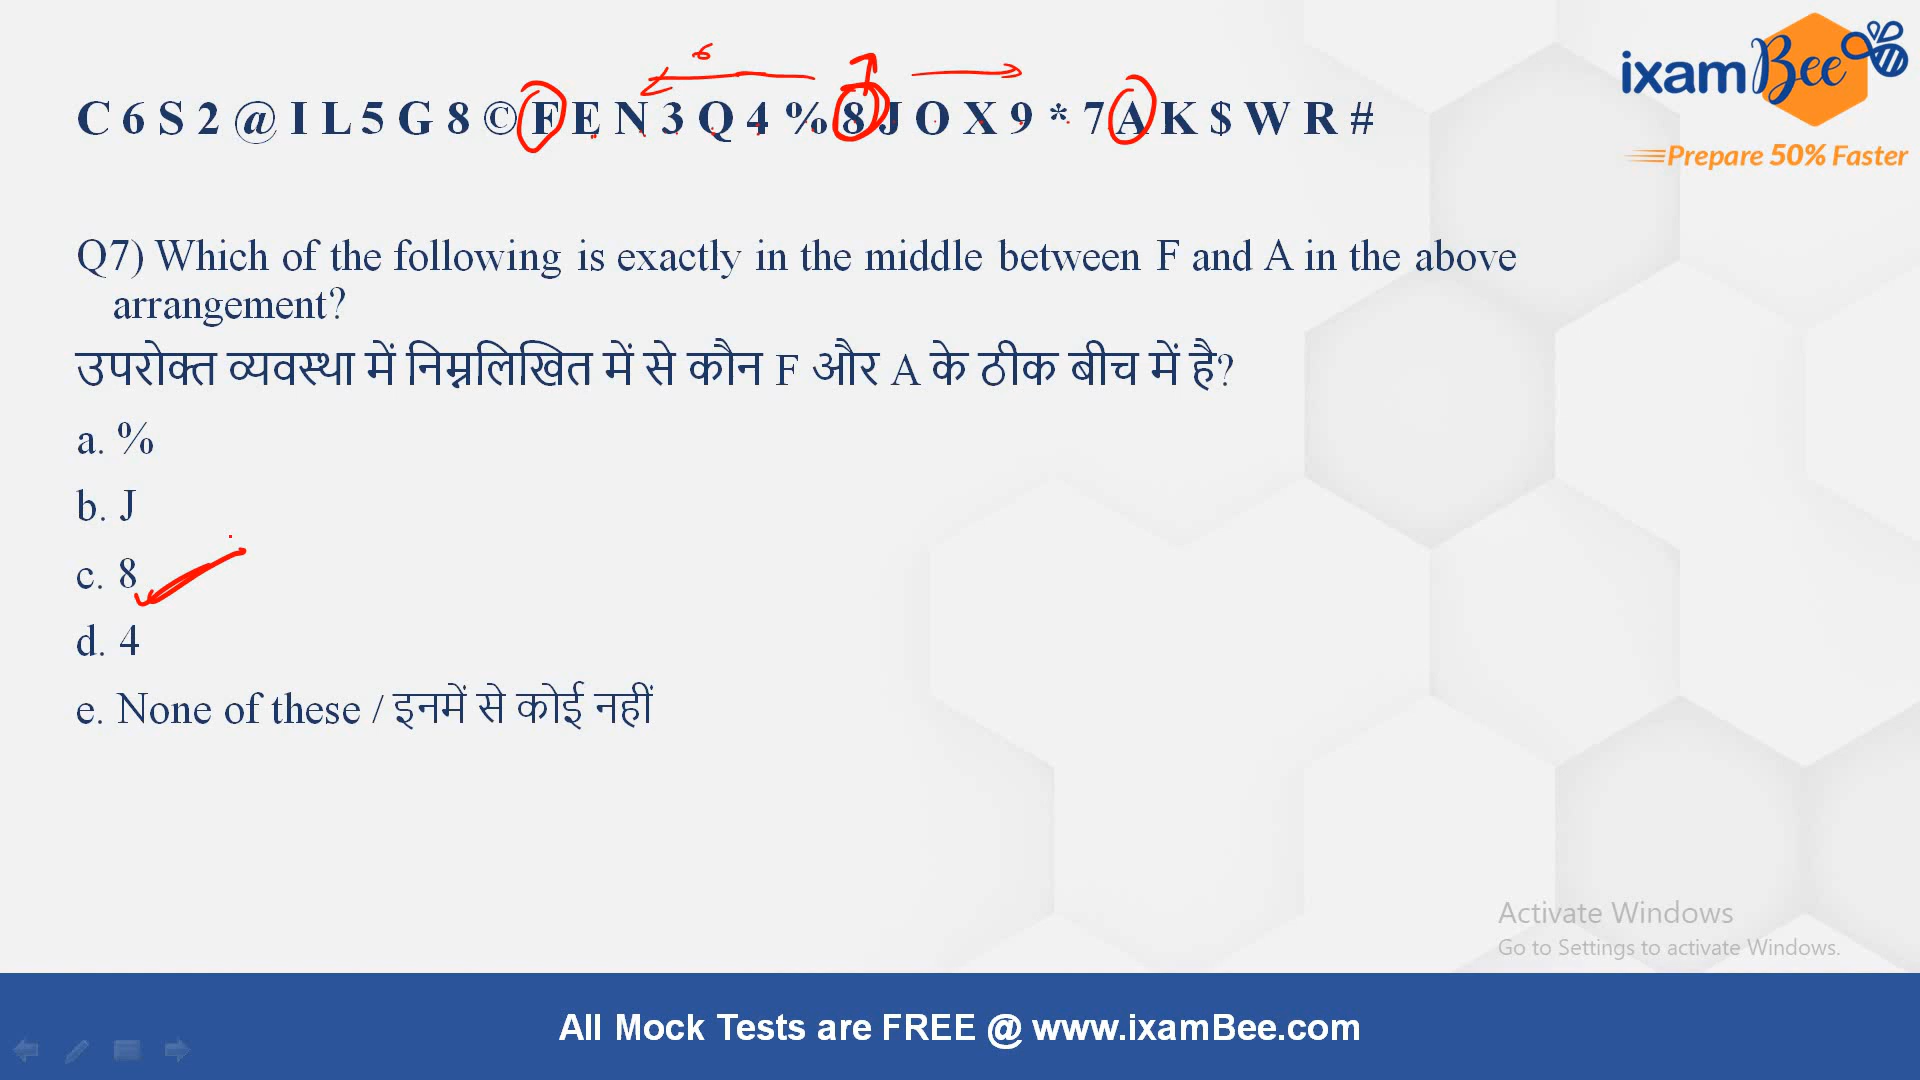 ixamBee
Prepare 50% Faster
6
C 6 S 2 @ I L 5 G 8 © F E N 3 Q 4 % 8 J O X 9 * 7 A K $ W R #
Q7) Which of the following is exactly in the middle between F and A in the above
arrangement?
उपरोक्त व्यवस्था में निम्नलिखित में से कौन F और A के ठीक बीच में है?
a. %
b. J
c. 8
d. 4
e. None of these / इनमें से कोई नहीं
Activate Windows
Go to Settings to activate Windows.
All Mock Tests are FREE @ www.ixamBee.com